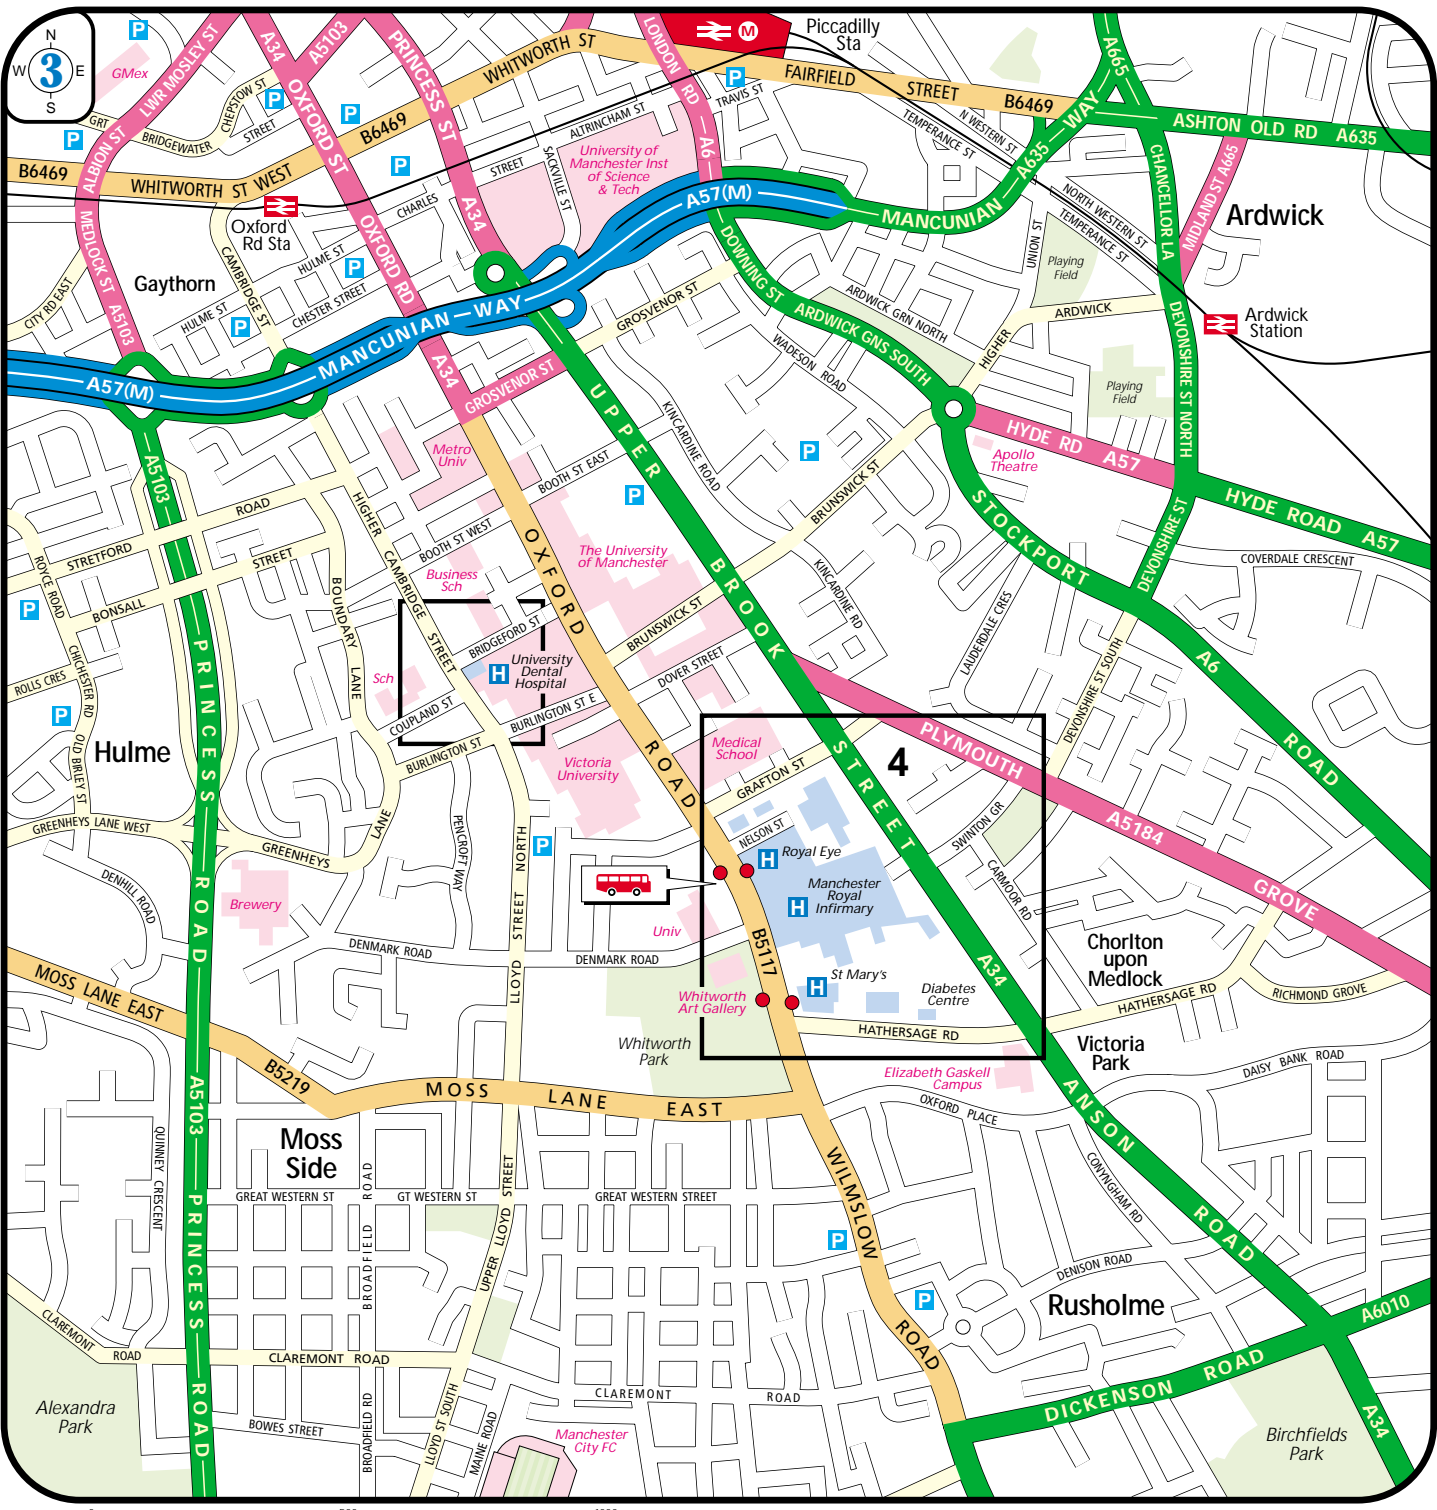 N
W 3 E
S
P
GMex
LWR MOSLEY ST
A34
A5103
PRINCESS ST
WHITWORTH ST
LONDON RD
M
Piccadilly
Sta
FAIRFIELD STREET B6469
A665
ASHTON OLD RD A635
P
P
P
P
P
GRT
BRIDGEWATER
STREET
CHEPSTOW ST
OXFORD ST
B6469
ALTRINCHAM ST
TRAVIS ST
TEMPERANCE ST
N WESTERN ST
A635
WAY
ALBION ST
B6469
WHITWORTH ST WEST
CHARLES
STREET
SACKVILLE ST
University of
Manchester Inst
of Science
& Tech
A6
A57(M)
MANCUNIAN
NORTH WESTERN ST
TEMPERANCE ST
CHANCELLOR LA
MIDLAND ST A665
Ardwick
MEDLOCK ST
Oxford
Rd Sta
A34
OXFORD RD
HULME ST
P
UNION ST
Playing
Field
Gaythorn
CAMBRIDGE ST
CITY RD EAST
A5103
HULME ST
P
CHESTER STREET
MANCUNIAN WAY
GROSVENOR ST
DOWNING ST
ARDWICK GRN NORTH
ARDWICK GNS SOUTH
HIGHER
ARDWICK
Ardwick
Station
DEVONSHIRE ST NORTH
A57(M)
A34
GROSVENOR ST
WADESON ROAD
Playing
Field
UPPER BROOK STREET
KINCARDINE ROAD
HYDE RD A57
Apollo
Theatre
Metro
Univ
P
P
A5103
BOOTH ST EAST
BRUNSWICK ST
HYDE ROAD A57
ROAD
STRETFORD
HIGHER CAMBRIDGE STREET
BOOTH ST WEST
OXFORD ROAD
The University
of Manchester
STOCKPORT
DEVONSHIRE ST
COVERDALE CRESCENT
ROYCE ROAD
STREET
BONSALL
P
Business
Sch
BOUNDARY LANE
KINCARDINE RD
LAUDERDALE CRES
BRIDGEFORD ST
BRUNSWICK ST
DOVER STREET
A6
ROAD
CHICHESTER RD
ROLLS CRES
P
PRINCESS ROAD
Sch
H
University
Dental
Hospital
COUPLAND ST
BURLINGTON ST E
BURLINGTON ST
DEVONSHIRE ST SOUTH
Hulme
OLD BIRLEY ST
Victoria
University
Medical
School
GRAFTON ST
4
PLYMOUTH
A5184
GROVE
GREENHEYS LANE WEST
GREENHEYS
LANE
PENCROFT WAY
P
NELSON ST
H
Royal Eye
SWINTON GR
DENHILL ROAD
Brewery
LLOYD STREET NORTH
H
Manchester
Royal
Infirmary
CARMOOR RD
Univ
B5117
DENMARK ROAD
DENMARK ROAD
A34
Chorlton
upon
Medlock
MOSS LANE EAST
Whitworth
Art Gallery
H
St Mary's
Diabetes
Centre
HATHERSAGE RD
RICHMOND GROVE
HATHERSAGE RD
Whitworth
Park
Victoria
Park
DAISY BANK ROAD
B5219
MOSS LANE EAST
Elizabeth Gaskell
Campus
OXFORD PLACE
A5103
ANSON ROAD
Moss
Side
QUINNEY CRESCENT
WILMSLOW ROAD
CONYNGHAM RD
GREAT WESTERN ST
GT WESTERN ST
GREAT WESTERN STREET
PRINCESS ROAD
BROADFIELD ROAD
UPPER LLOYD STREET
P
DENISON ROAD
P
Rusholme
A6010
CLAREMONT
ROAD
CLAREMONT ROAD
CLAREMONT ROAD
DICKENSON ROAD
Alexandra
Park
BOWES STREET
BROADFIELD RD
LLOYD ST SOUTH
MAINE ROAD
Manchester
City FC
Birchfields
Park
A34